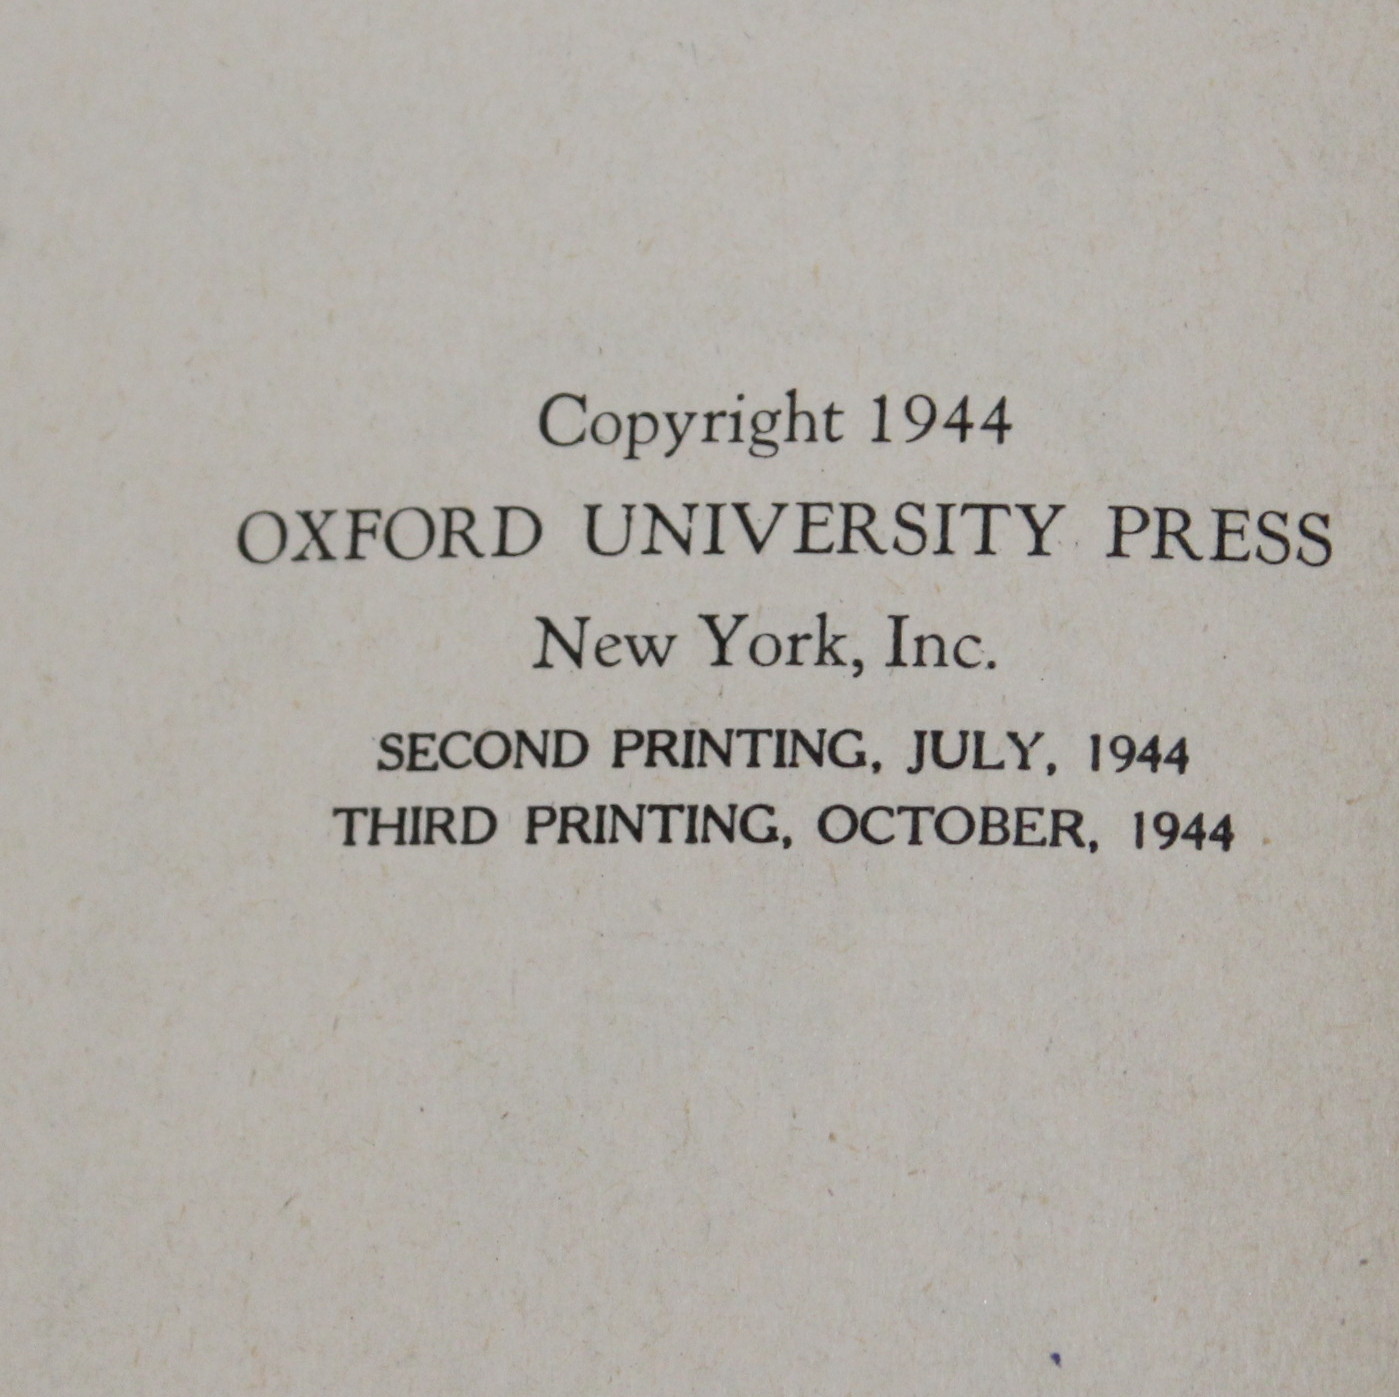 Copyright 1944
OXFORD UNIVERSITY PRESS
New York, Inc.
SECOND PRINTING, JULY, 1944
THIRD PRINTING, OCTOBER, 1944